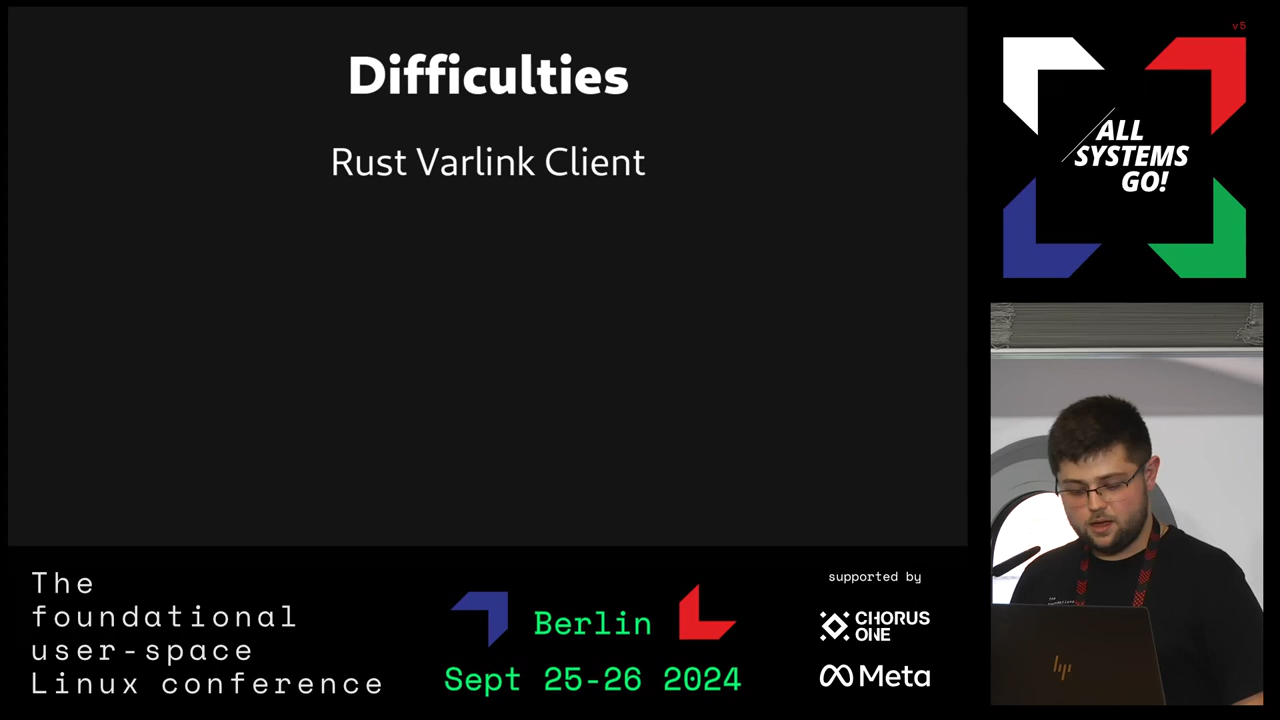 Difficulties
Rust Varlink Client
v5
ALL
SYSTEMS
GO!
The
foundational
user-space
Linux conference
Berlin
Sept 25-26 2024
supported by
CHORUS
ONE
Meta
hp